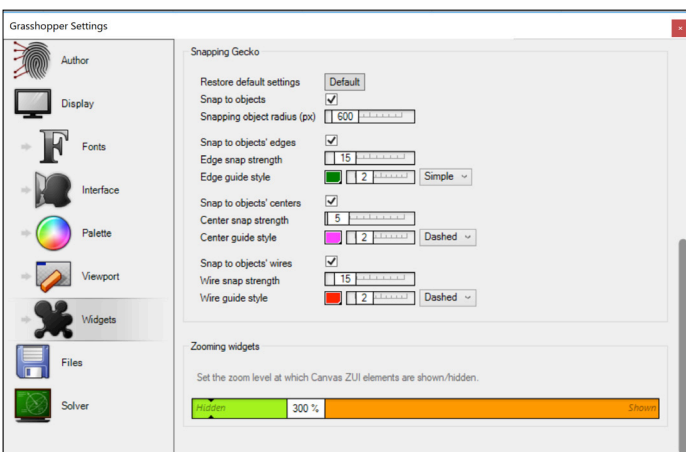 Grasshopper Settings
Author
Display
Fonts
Interface
Palette
Viewport
Widgets
Files
Solver
Snapping Gecko
Restore default settings Default
Snap to objects
Snapping object radius (px) 600
Snap to objects' edges
Edge snap strength 15
Edge guide style 2 Simple
Snap to objects' centers
Center snap strength 5
Center guide style 2 Dashed
Snap to objects' wires
Wire snap strength 15
Wire guide style 2 Dashed
Zooming widgets
Set the zoom level at which Canvas ZUI elements are shown/hidden.
Hidden 300 % Shown